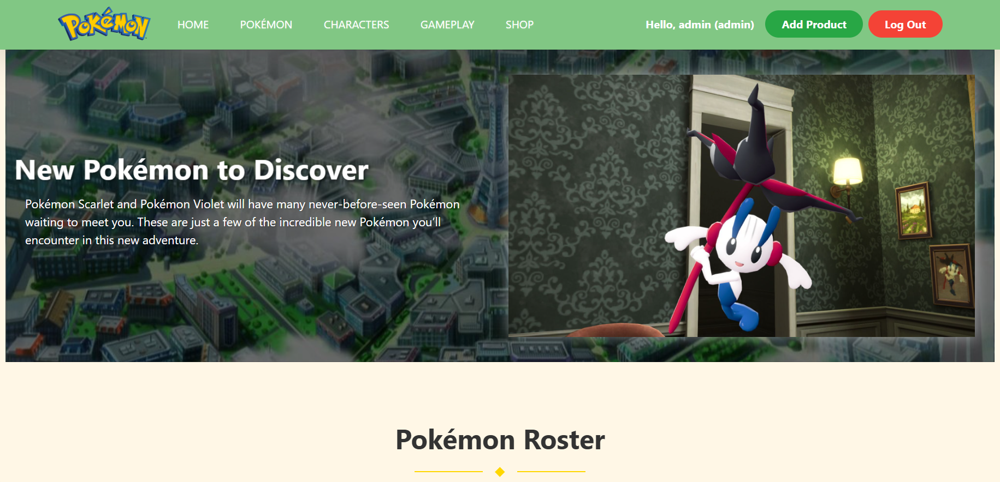 POKÉMON
HOME
POKÉMON
CHARACTERS
GAMEPLAY
SHOP
Hello, admin (admin)
Add Product
Log Out
New Pokémon to Discover
Pokémon Scarlet and Pokémon Violet will have many never-before-seen Pokémon
waiting to meet you. These are just a few of the incredible new Pokémon you’ll
encounter in this new adventure.
Pokémon Roster